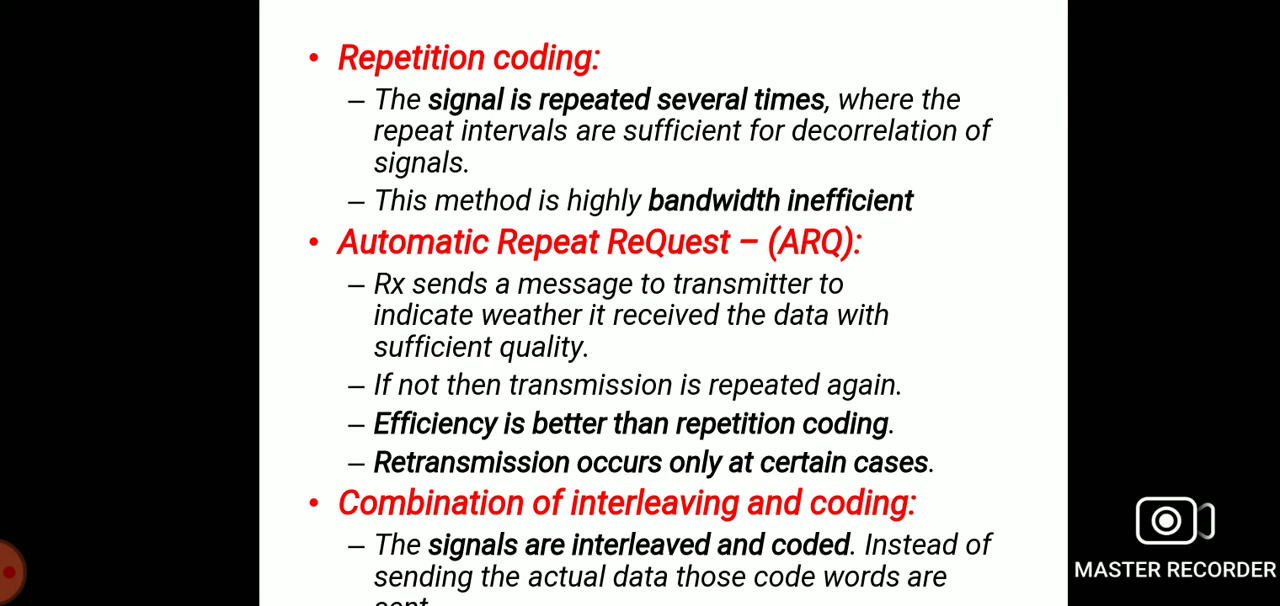 • Repetition coding:
– The signal is repeated several times, where the
repeat intervals are sufficient for decorrelation of
signals.
– This method is highly bandwidth inefficient
• Automatic Repeat ReQuest – (ARQ):
– Rx sends a message to transmitter to
indicate weather it received the data with
sufficient quality.
– If not then transmission is repeated again.
– Efficiency is better than repetition coding.
– Retransmission occurs only at certain cases.
• Combination of interleaving and coding:
– The signals are interleaved and coded. Instead of
sending the actual data those code words are
sent
MASTER RECORDER